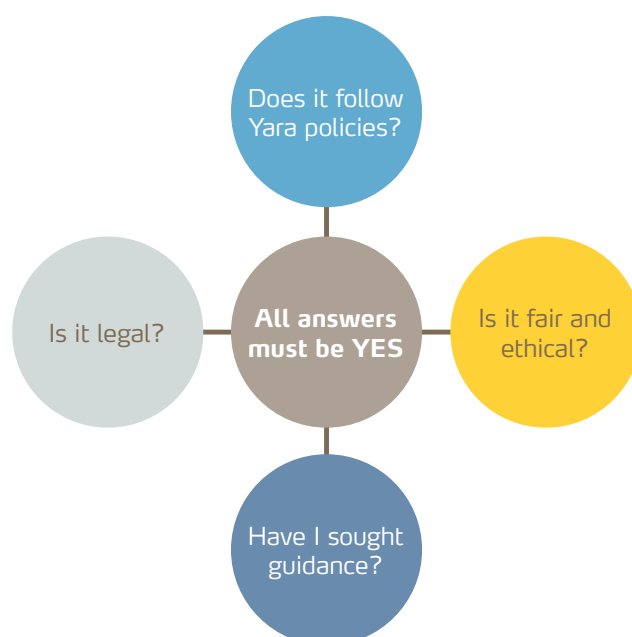 Does it follow
Yara policies?
Is it legal?
All answers
must be YES
Is it fair and
ethical?
Have I sought
guidance?